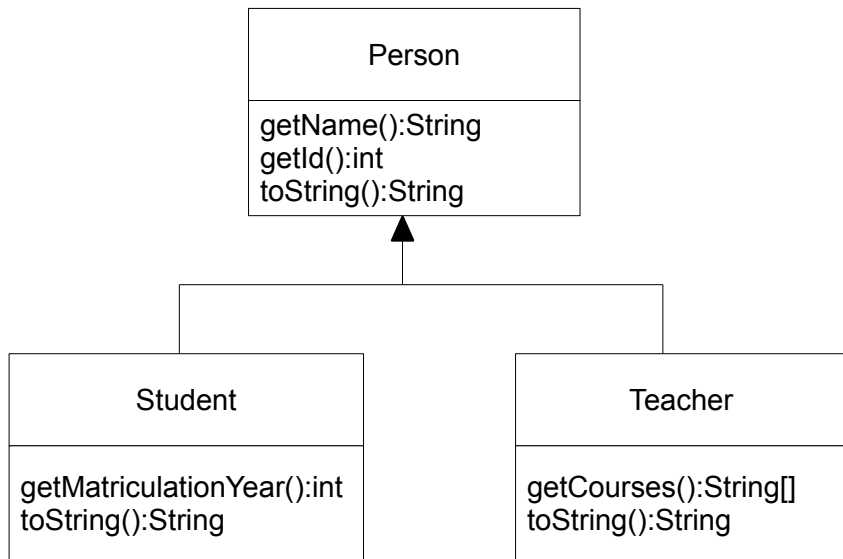 Person
getName():String
getId():int
toString():String
Student
getMatriculationYear():int
toString():String
Teacher
getCourses():String[]
toString():String